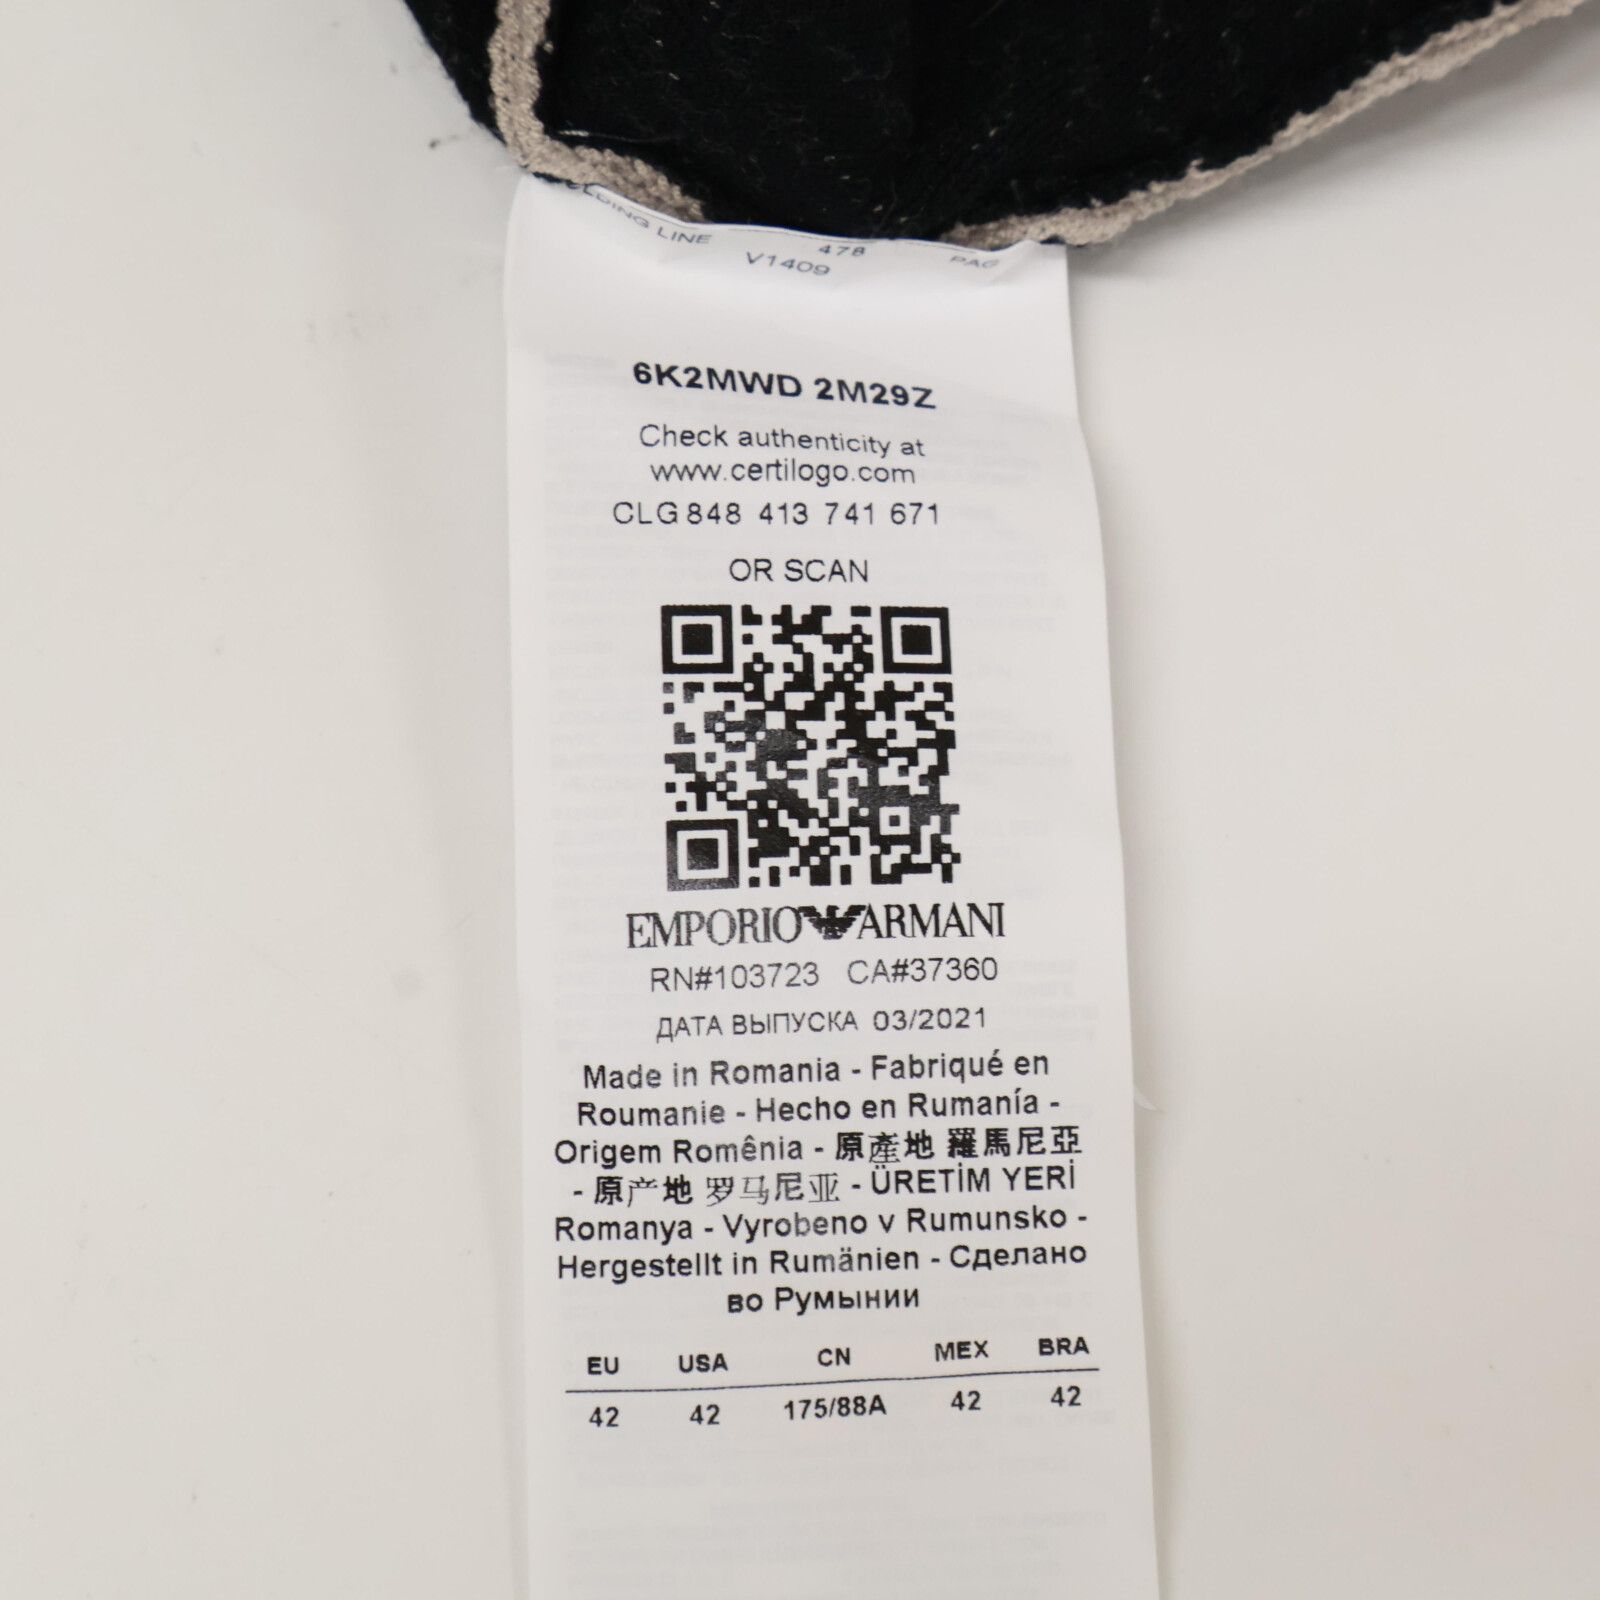 FOLDING LINE 478 PAG
V1409
6K2MWD 2M29Z
Check authenticity at
www.certilogo.com
CLG 848 413 741 671
OR SCAN
EMPORIO ARMANI
RN#103723 CA#37360
ДАТА ВЫПУСКА 03/2021
Made in Romania - Fabriqué en
Roumanie - Hecho en Rumanía -
Origem Romênia - 原產地 羅馬尼亞
- 原产地 罗马尼亚 - ÜRETİM YERİ
Romanya - Vyrobeno v Rumunsko -
Hergestellt in Rumänien - Сделано
во Румынии
EU USA CN MEX BRA
42 42 175/88A 42 42